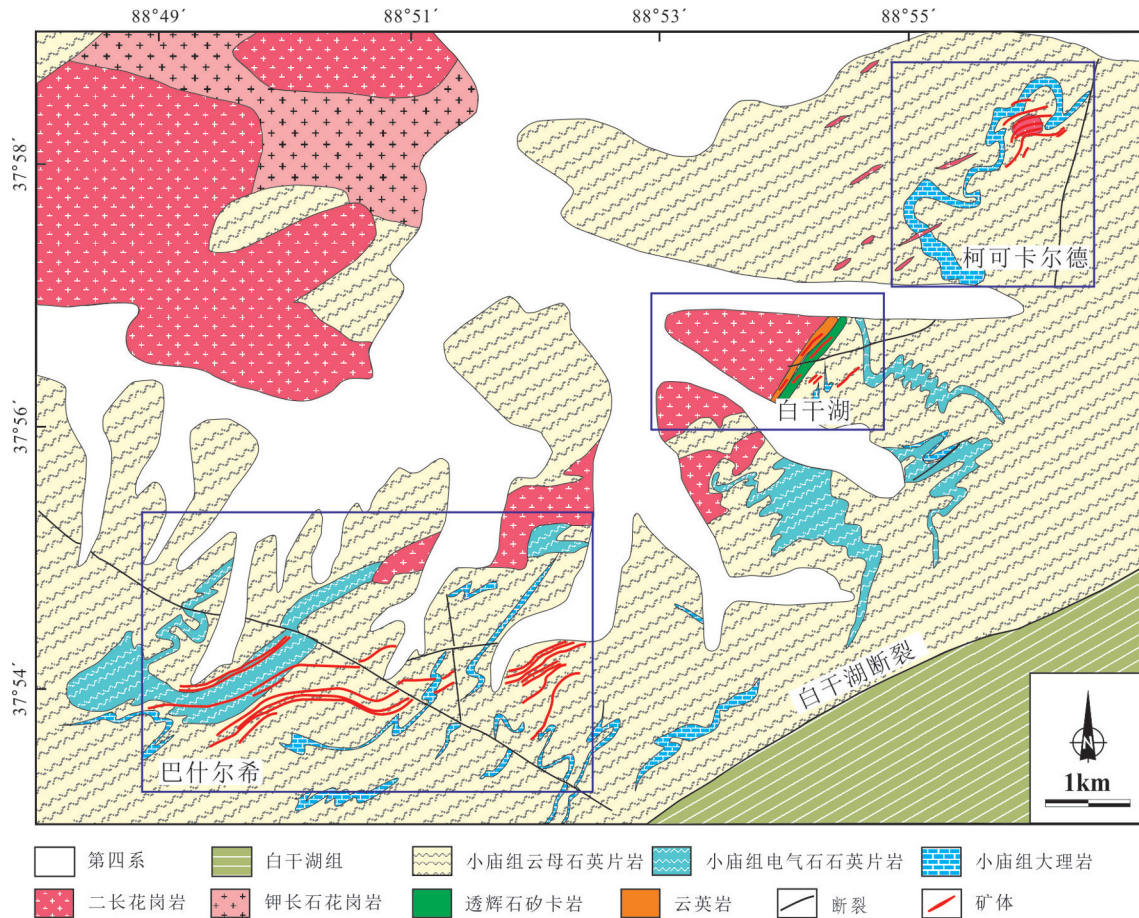 88°49′ 88°51′ 88°53′ 88°55′
37°58′
37°56′
37°54′
柯可卡尔德
白干湖
白干湖断裂
巴什尔希
N
1km
第四系 白干湖组 小庙组云母石英片岩 小庙组电气石石英片岩 小庙组大理岩
二长花岗岩 钾长石花岗岩 透辉石矽卡岩 云英岩 断裂 矿体